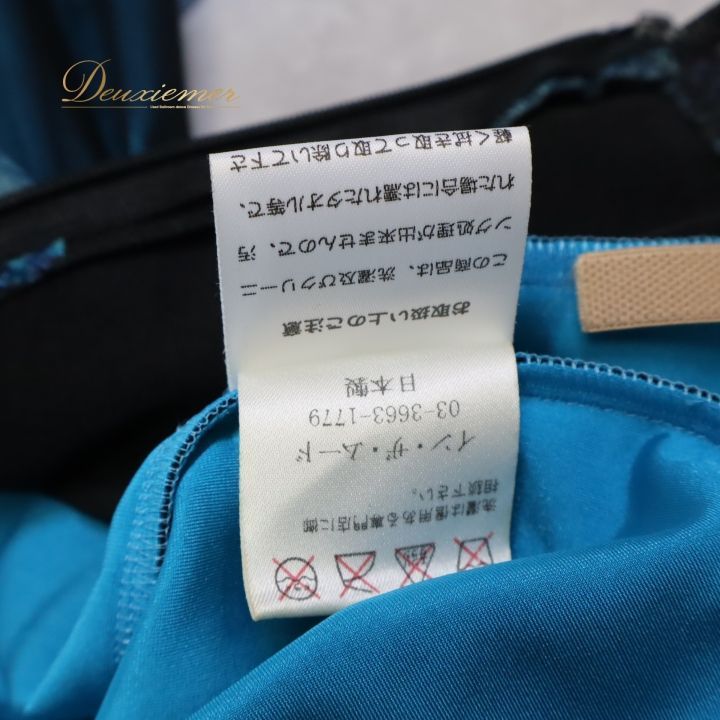 Deuxiemer
洗濯は信用ある専門店に御
相談下さい。
イン・ザ・ムード
03-3663-1779
日本製
お取扱い上のご注意
この商品は、洗濯及びクリーニ
ング処理が出来ませんので、汚
れた場合には濡れたタオル等で、
軽く拭き取って取り除いて下さ